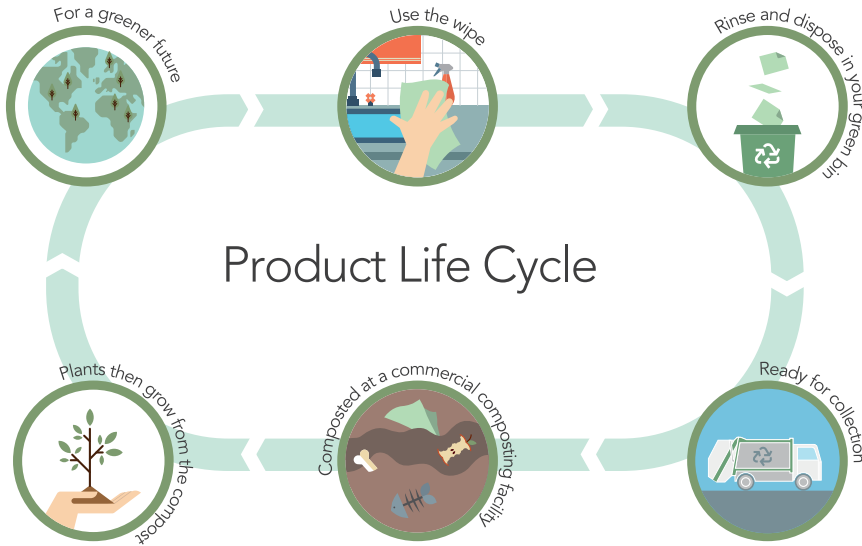 For a greener future
Use the wipe
Rinse and dispose in your green bin
Product Life Cycle
Plants then grow from the compost
Composted at a commercial composting facility
Ready for collection